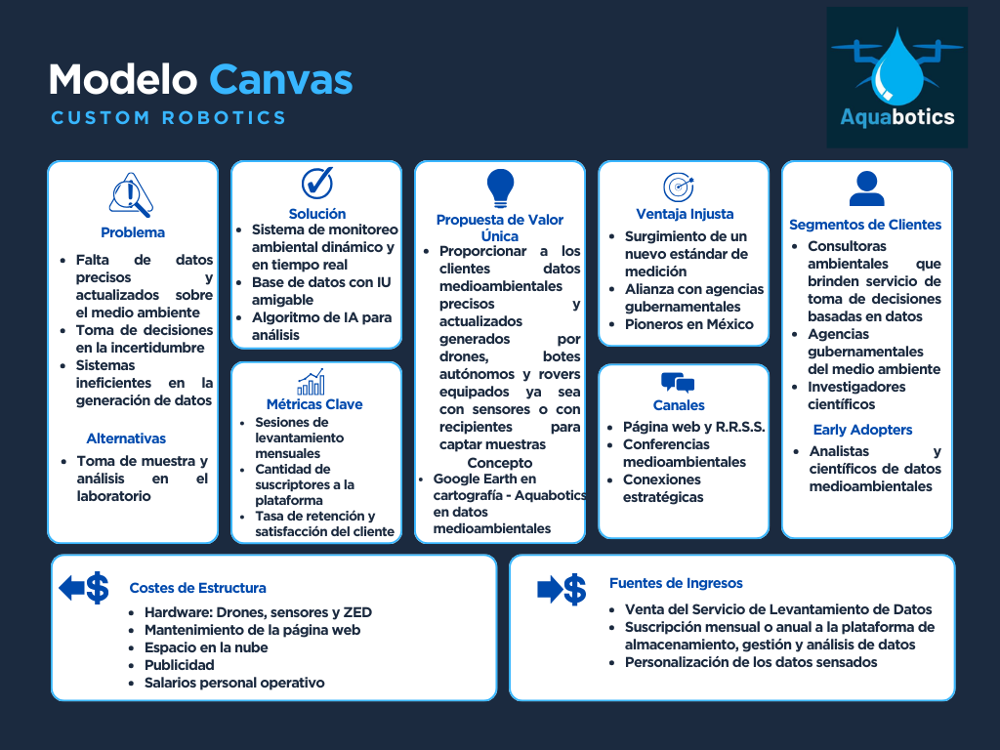 Modelo Canvas
CUSTOM ROBOTICS
Aquabotics
Problema
• Falta de datos
precisos y
actualizados sobre
el medio ambiente
• Toma de decisiones
en la incertidumbre
• Sistemas
ineficientes en la
generación de datos
Alternativas
• Toma de muestra y
análisis en el
laboratorio
Solución
• Sistema de monitoreo
ambiental dinámico y
en tiempo real
• Base de datos con IU
amigable
• Algoritmo de IA para
análisis
Métricas Clave
• Sesiones de
levantamiento
mensuales
• Cantidad de
suscriptores a la
plataforma
• Tasa de retención y
satisfacción del cliente
Propuesta de Valor
Única
• Proporcionar a los
clientes datos
medioambientales
precisos y
actualizados
generados por
drones, botes
autónomos y rovers
equipados ya sea
con sensores o con
recipientes para
captar muestras
Concepto
• Google Earth en
cartografía - Aquabotics
en datos
medioambientales
Ventaja Injusta
• Surgimiento de un
nuevo estándar de
medición
• Alianza con agencias
gubernamentales
• Pioneros en México
Canales
• Página web y R.R.S.S.
• Conferencias
medioambientales
• Conexiones
estratégicas
Segmentos de Clientes
• Consultoras
ambientales que
brinden servicio de
toma de decisiones
basadas en datos
• Agencias
gubernamentales
del medio ambiente
• Investigadores
científicos
Early Adopters
• Analistas y
científicos de datos
medioambientales
Costes de Estructura
• Hardware: Drones, sensores y ZED
• Mantenimiento de la página web
• Espacio en la nube
• Publicidad
• Salarios personal operativo
Fuentes de Ingresos
• Venta del Servicio de Levantamiento de Datos
• Suscripción mensual o anual a la plataforma de
almacenamiento, gestión y análisis de datos
• Personalización de los datos sensados